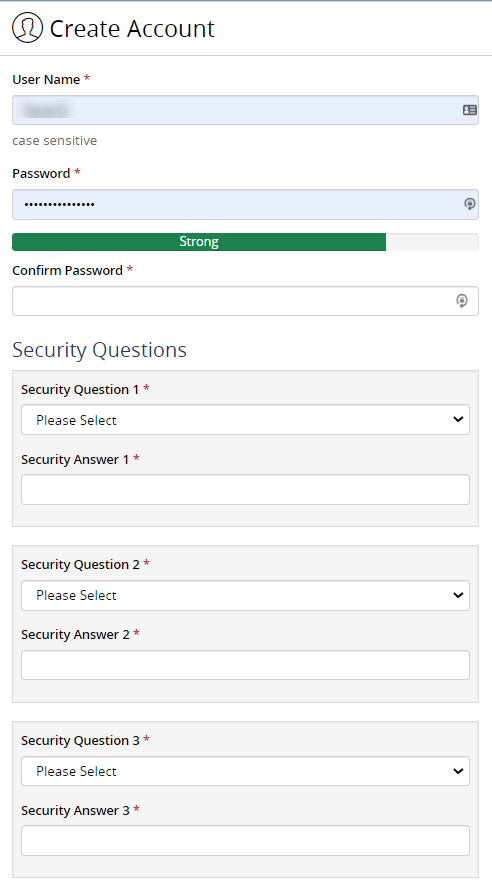 Create Account
User Name *
case sensitive
Password *
•••••••••••••••
Strong
Confirm Password *
Security Questions
Security Question 1 *
Please Select
Security Answer 1 *
Security Question 2 *
Please Select
Security Answer 2 *
Security Question 3 *
Please Select
Security Answer 3 *